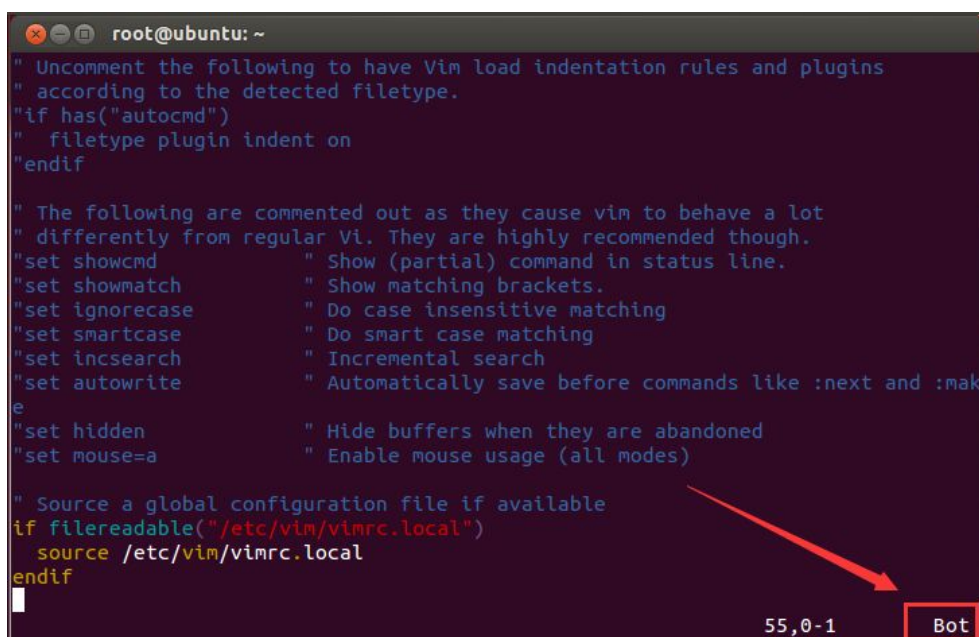 root@ubuntu: ~
" Uncomment the following to have Vim load indentation rules and plugins
" according to the detected filetype.
"if has("autocmd")
"  filetype plugin indent on
"endif
" The following are commented out as they cause vim to behave a lot
" differently from regular Vi. They are highly recommended though.
"set showcmd            " Show (partial) command in status line.
"set showmatch          " Show matching brackets.
"set ignorecase         " Do case insensitive matching
"set smartcase          " Do smart case matching
"set incsearch          " Incremental search
"set autowrite          " Automatically save before commands like :next and :mak
e
"set hidden             " Hide buffers when they are abandoned
"set mouse=a            " Enable mouse usage (all modes)
" Source a global configuration file if available
if filereadable("/etc/vim/vimrc.local")
  source /etc/vim/vimrc.local
endif
55,0-1        Bot